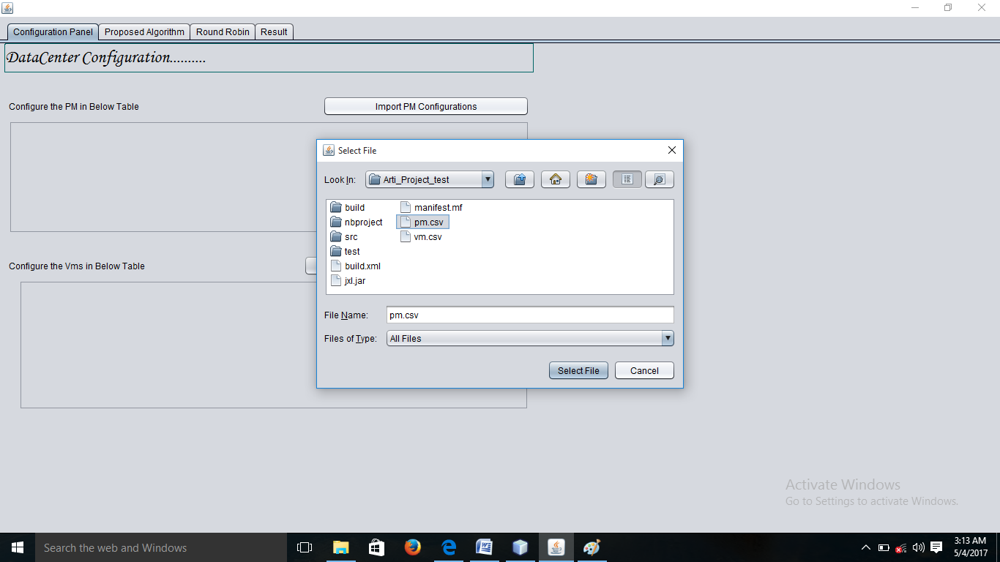 Configuration Panel Proposed Algorithm Round Robin Result
DataCenter Configuration..........
Configure the PM in Below Table
Import PM Configurations
Configure the Vms in Below Table
Select File
Look In: Arti_Project_test
build
nbproject
src
test
build.xml
jxl.jar
manifest.mf
pm.csv
vm.csv
File Name: pm.csv
Files of Type: All Files
Select File Cancel
Activate Windows
Go to Settings to activate Windows.
Search the web and Windows
3:13 AM
5/4/2017